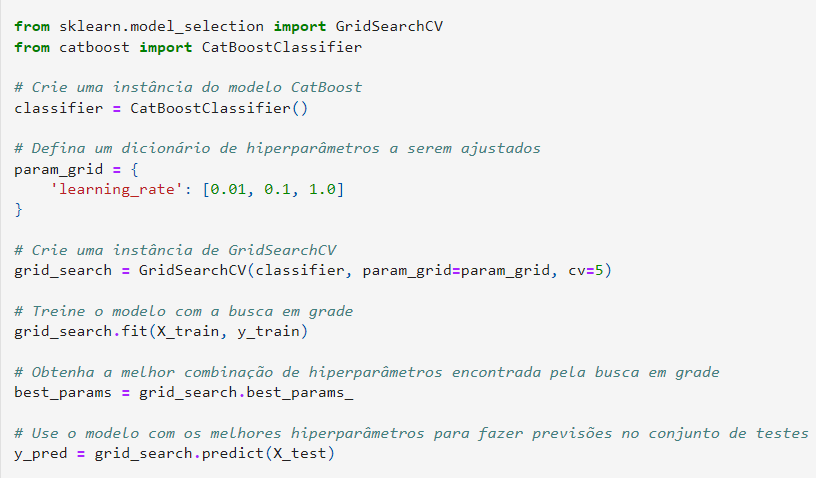 from sklearn.model_selection import GridSearchCV
from catboost import CatBoostClassifier
# Crie uma instância do modelo CatBoost
classifier = CatBoostClassifier()
# Defina um dicionário de hiperparâmetros a serem ajustados
param_grid = {
    'learning_rate': [0.01, 0.1, 1.0]
}
# Crie uma instância de GridSearchCV
grid_search = GridSearchCV(classifier, param_grid=param_grid, cv=5)
# Treine o modelo com a busca em grade
grid_search.fit(X_train, y_train)
# Obtenha a melhor combinação de hiperparâmetros encontrada pela busca em grade
best_params = grid_search.best_params_
# Use o modelo com os melhores hiperparâmetros para fazer previsões no conjunto de testes
y_pred = grid_search.predict(X_test)